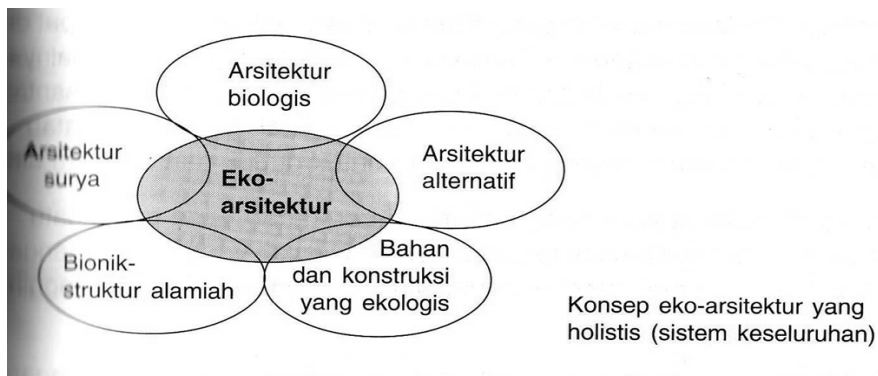 Arsitektur
biologis
Arsitektur
surya
Eko-
arsitektur
Arsitektur
alternatif
Bionik-
struktur alamiah
Bahan
dan konstruksi
yang ekologis
Konsep eko-arsitektur yang
holistis (sistem keseluruhan)